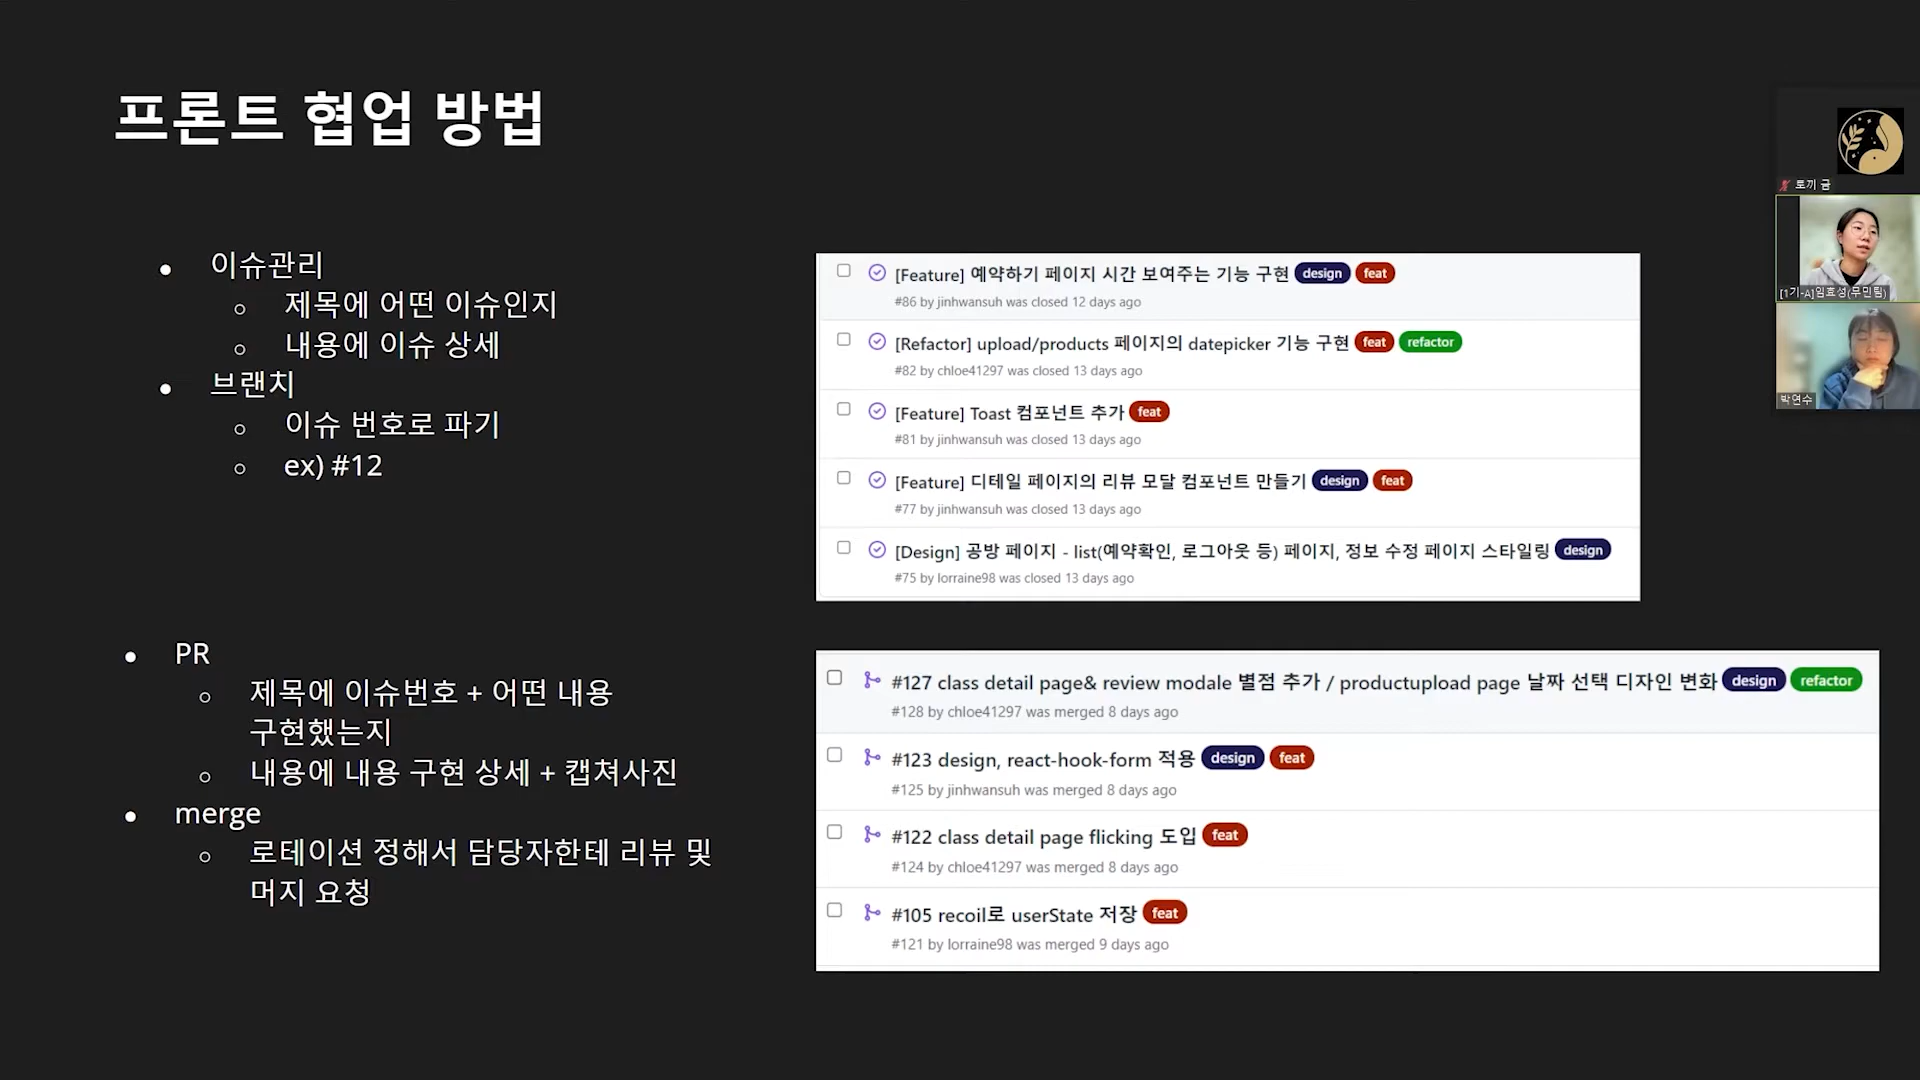 프론트 협업 방법
이슈관리
제목에 어떤 이슈인지
내용에 이슈 상세
브랜치
이슈 번호로 파기
ex) #12
PR
제목에 이슈번호 + 어떤 내용
구현했는지
내용에 내용 구현 상세 + 캡쳐사진
merge
로테이션 정해서 담당자한테 리뷰 및
머지 요청
[Feature] 예약하기 페이지 시간 보여주는 기능 구현 design feat
#86 by jinhwansuh was closed 12 days ago
[Refactor] upload/products 페이지의 datepicker 기능 구현 feat refactor
#82 by chloe41297 was closed 13 days ago
[Feature] Toast 컴포넌트 추가 feat
#81 by jinhwansuh was closed 13 days ago
[Feature] 디테일 페이지의 리뷰 모달 컴포넌트 만들기 design feat
#77 by jinhwansuh was closed 13 days ago
[Design] 공방 페이지 - list(예약확인, 로그아웃 등) 페이지, 정보 수정 페이지 스타일링 design
#75 by lorraine98 was closed 13 days ago
#127 class detail page& review modale 별점 추가 / productupload page 날짜 선택 디자인 변화 design refactor
#128 by chloe41297 was merged 8 days ago
#123 design, react-hook-form 적용 design feat
#125 by jinhwansuh was merged 8 days ago
#122 class detail page flicking 도입 feat
#124 by chloe41297 was merged 8 days ago
#105 recoil로 userState 저장 feat
#121 by lorraine98 was merged 9 days ago
토끼 굴
[1기-A]임효성(무민팀)
박연수